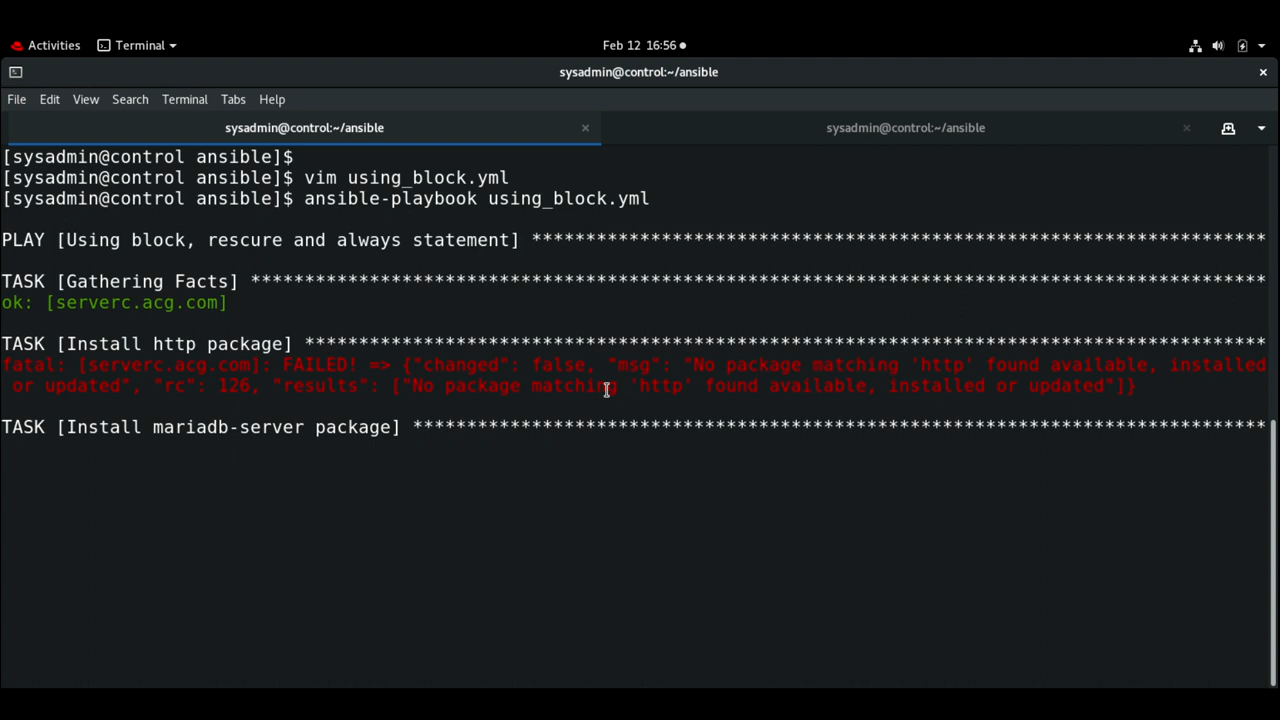 Activities Terminal Feb 12 16:56
sysadmin@control:~/ansible
File Edit View Search Terminal Tabs Help
sysadmin@control:~/ansible sysadmin@control:~/ansible
[sysadmin@control ansible]$
[sysadmin@control ansible]$ vim using_block.yml
[sysadmin@control ansible]$ ansible-playbook using_block.yml
PLAY [Using block, rescure and always statement] ********************************************************************
TASK [Gathering Facts] **********************************************************************************************
ok: [serverc.acg.com]
TASK [Install http package] *****************************************************************************************
fatal: [serverc.acg.com]: FAILED! => {"changed": false, "msg": "No package matching 'http' found available, installed
or updated", "rc": 126, "results": ["No package matching 'http' found available, installed or updated"]}
TASK [Install mariadb-server package] *******************************************************************************